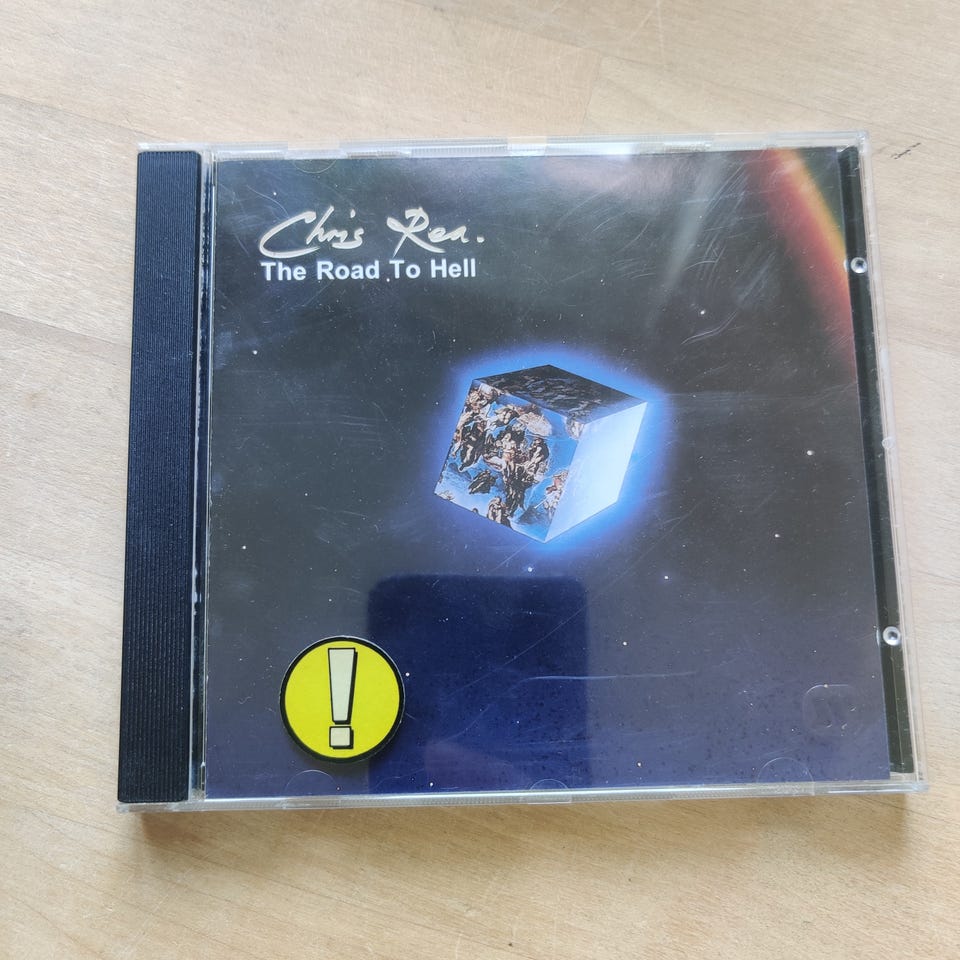 Chris Rea.
The Road To Hell
!